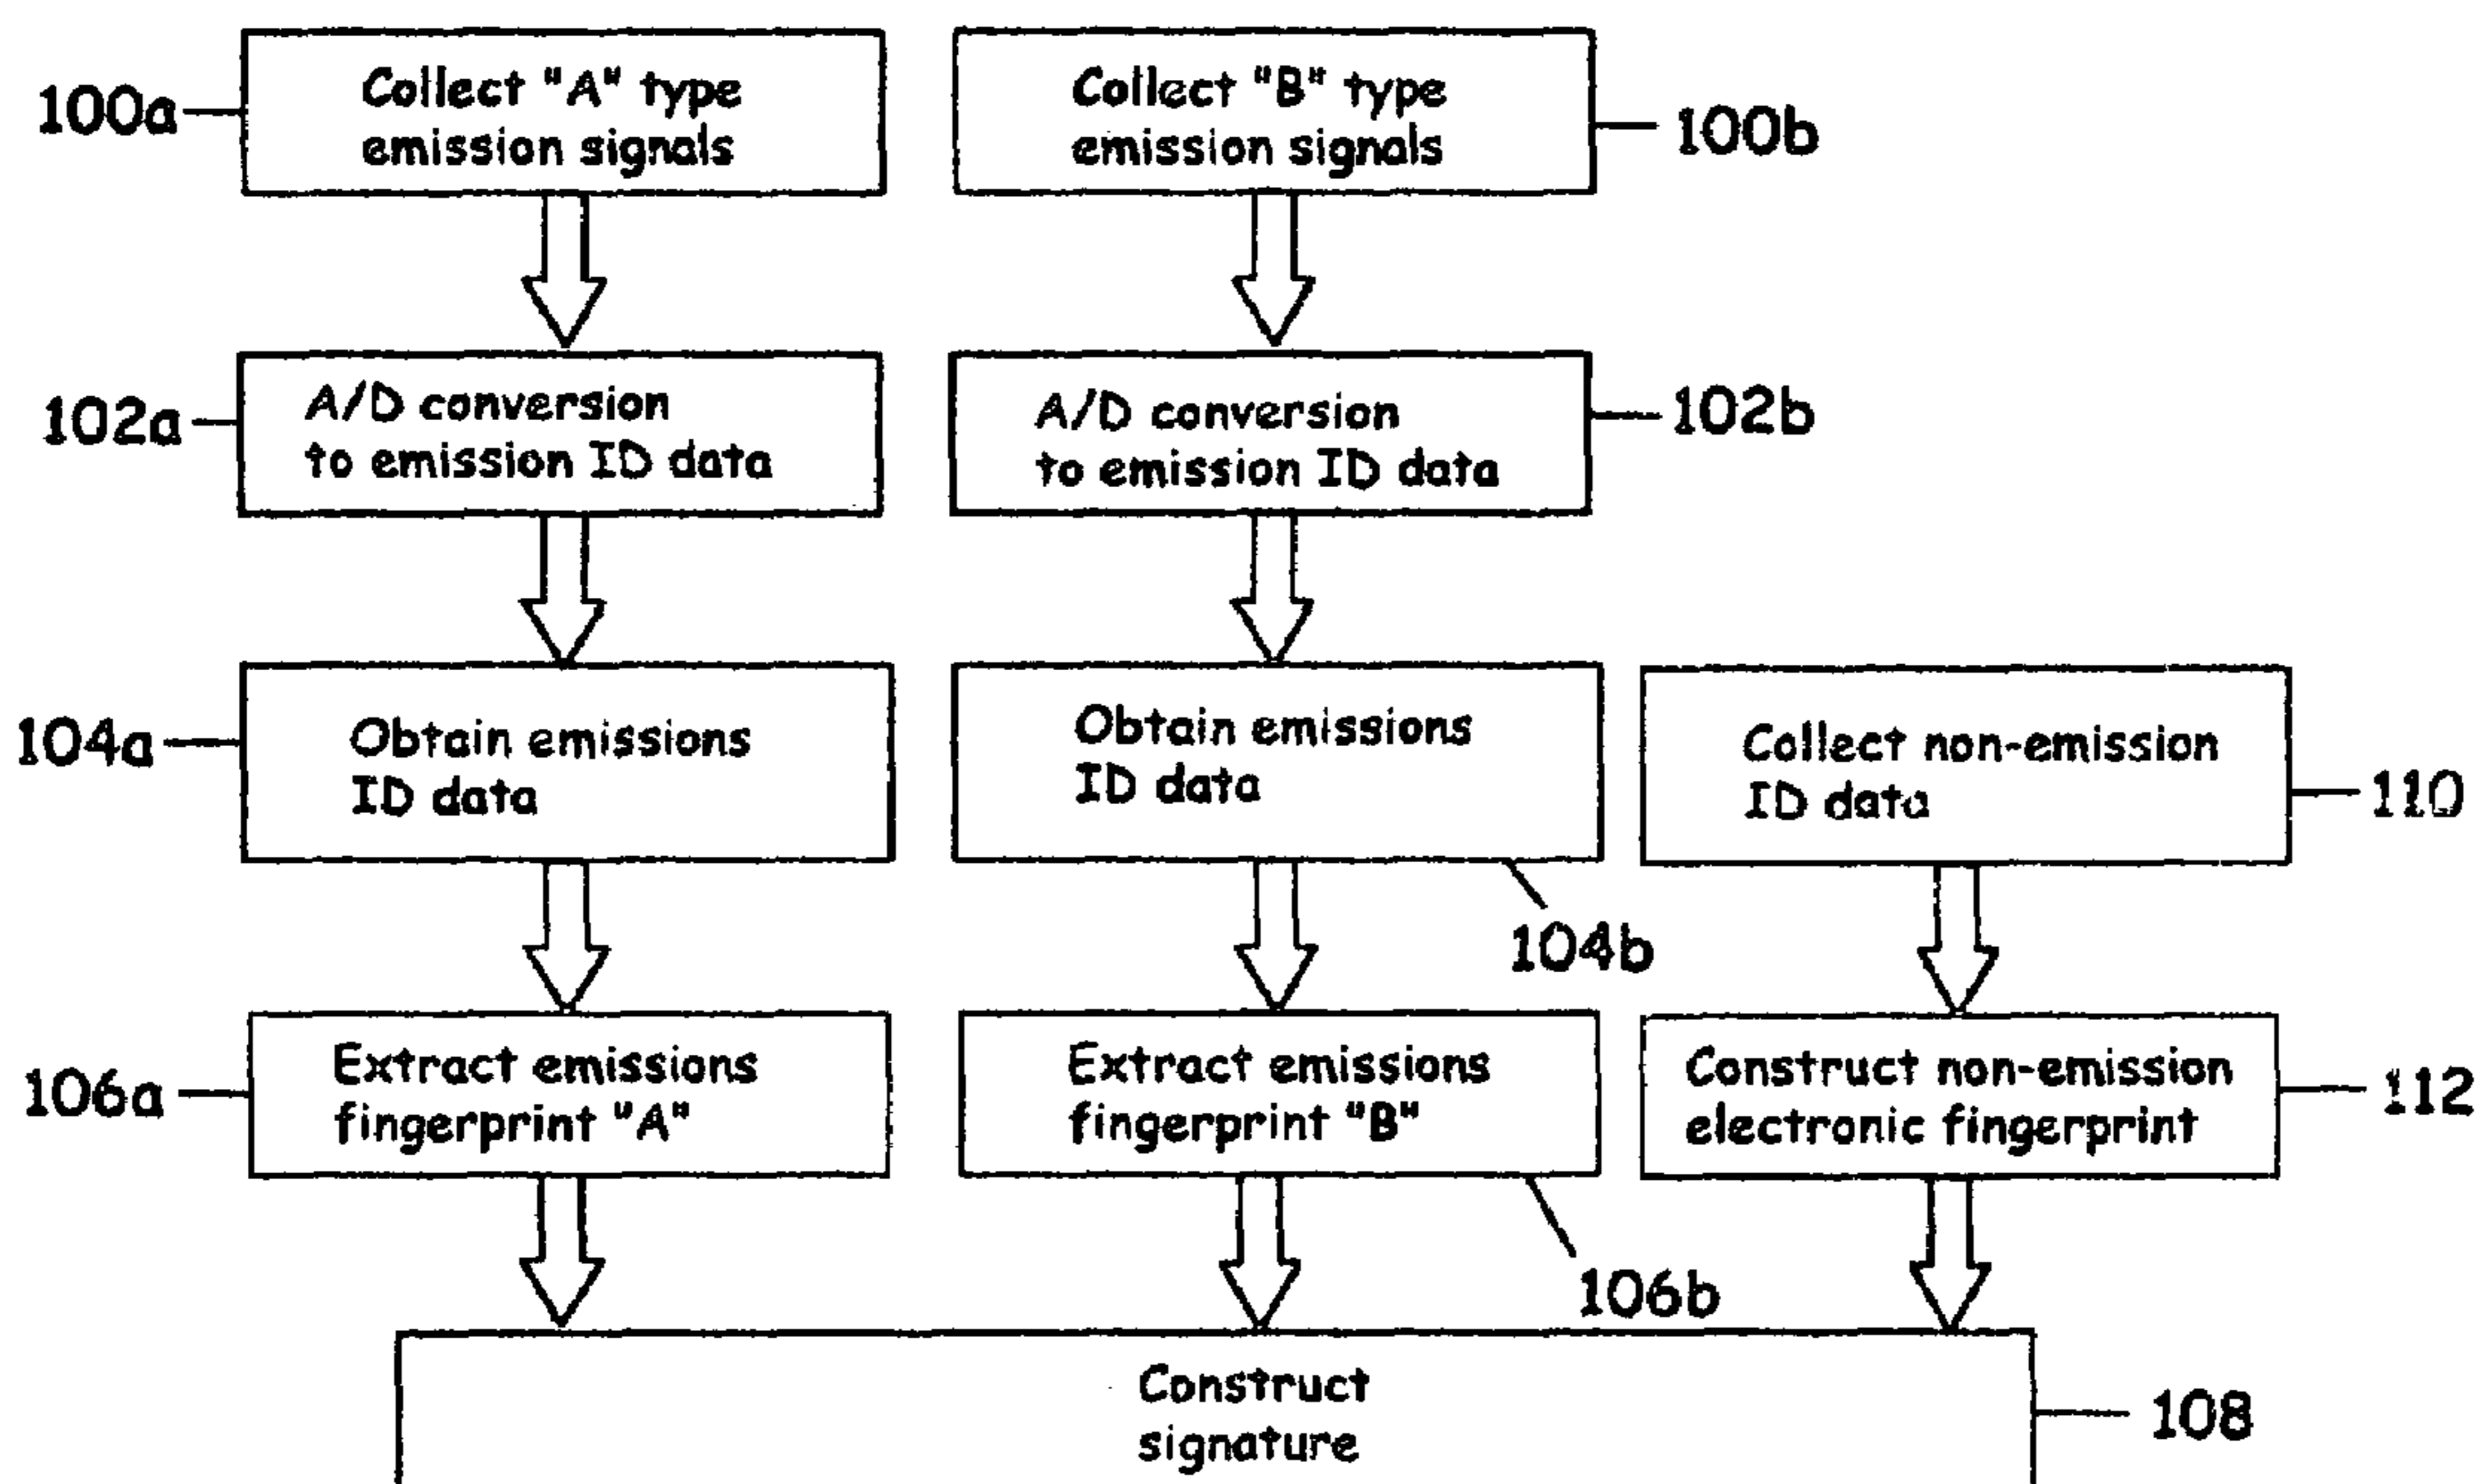 100a
Collect "A" type
emission signals
Collect "B" type
emission signals
100b
102a
A/D conversion
to emission ID data
A/D conversion
to emission ID data
102b
104a
Obtain emissions
ID data
Obtain emissions
ID data
104b
Collect non-emission
ID data
110
106a
Extract emissions
fingerprint "A"
Extract emissions
fingerprint "B"
106b
Construct non-emission
electronic fingerprint
112
Construct
signature
108